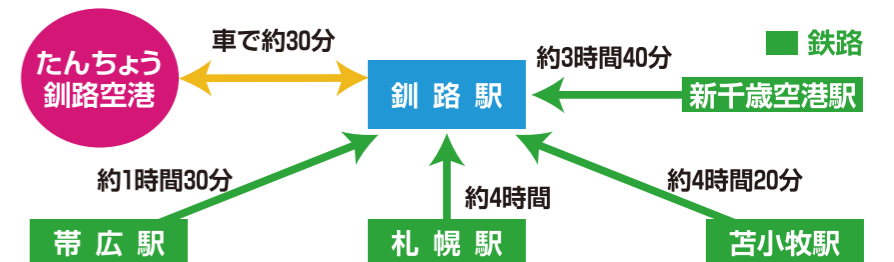 たんちょう
釧路空港
車で約30分
釧路駅
約3時間40分
鉄路
新千歳空港駅
約1時間30分
約4時間
約4時間20分
帯広駅
札幌駅
苫小牧駅